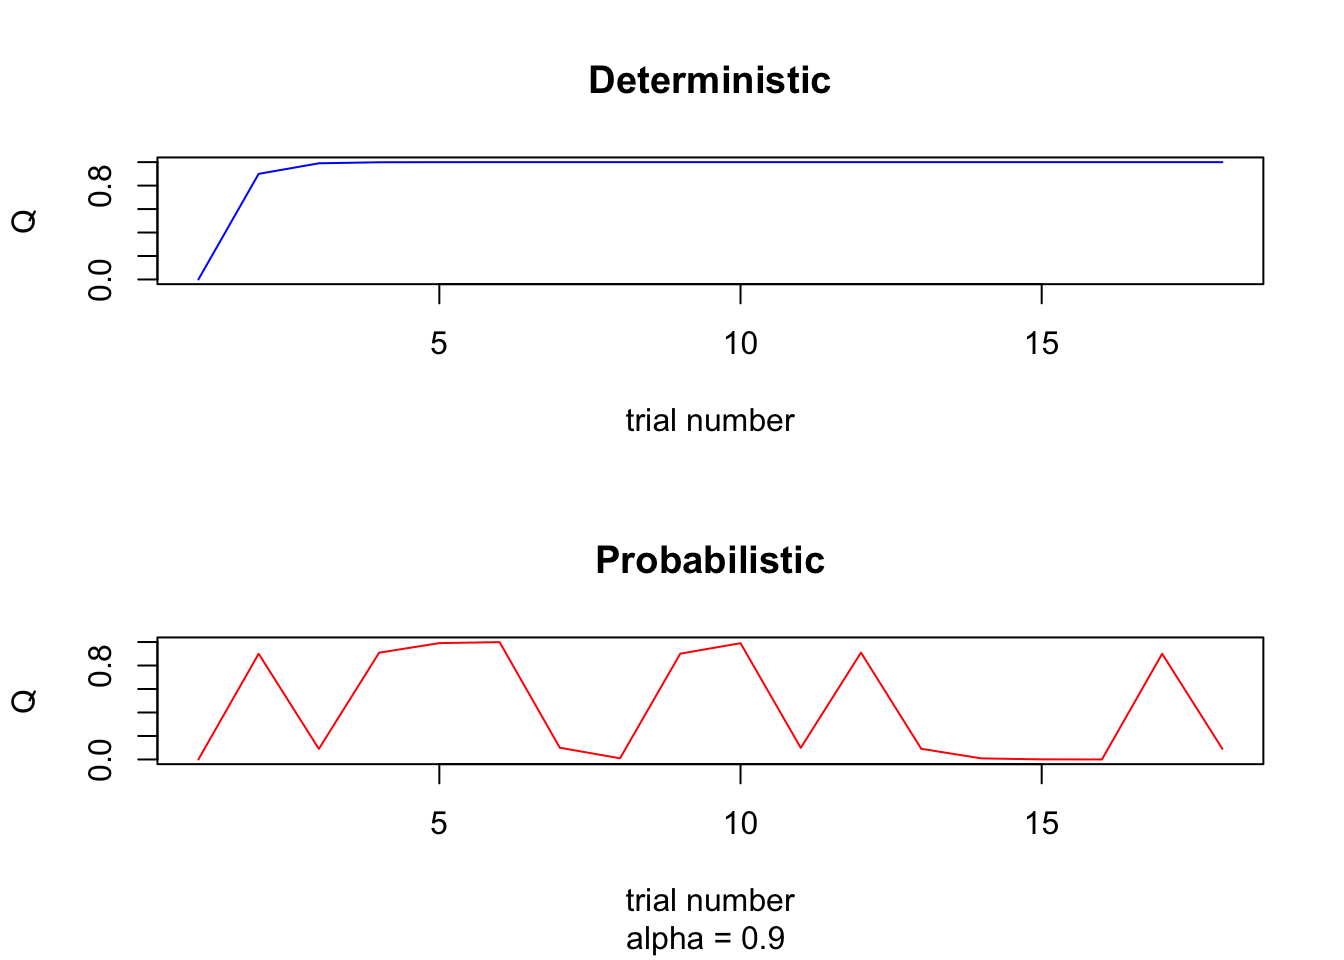 Deterministic
Q
0.8
0.0
5 10 15
trial number
Probabilistic
Q
0.8
0.0
5 10 15
trial number
alpha = 0.9